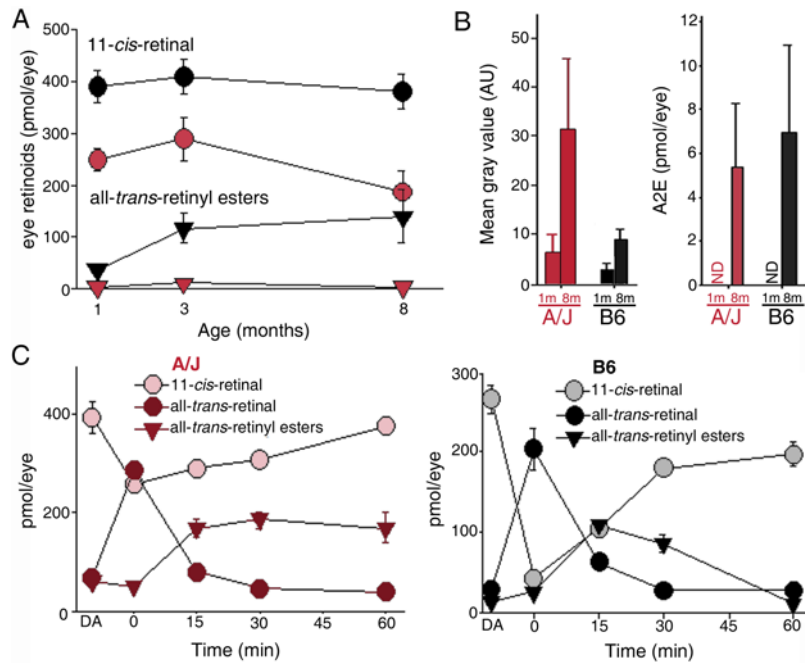 A
500
400
300
200
100
0
eye retinoids (pmol/eye)
11-cis-retinal
all-trans-retinyl esters
1 3 8
Age (months)
B
50
40
30
20
10
0
Mean gray value (AU)
1m 8m 1m 8m
A/J B6
12
10
8
6
4
2
0
A2E (pmol/eye)
ND ND
1m 8m 1m 8m
A/J B6
C
A/J
11-cis-retinal
all-trans-retinal
all-trans-retinyl esters
400
200
0
pmol/eye
DA 0 15 30 45 60
Time (min)
B6
11-cis-retinal
all-trans-retinal
all-trans-retinyl esters
300
200
100
0
pmol/eye
DA 0 15 30 45 60
Time (min)